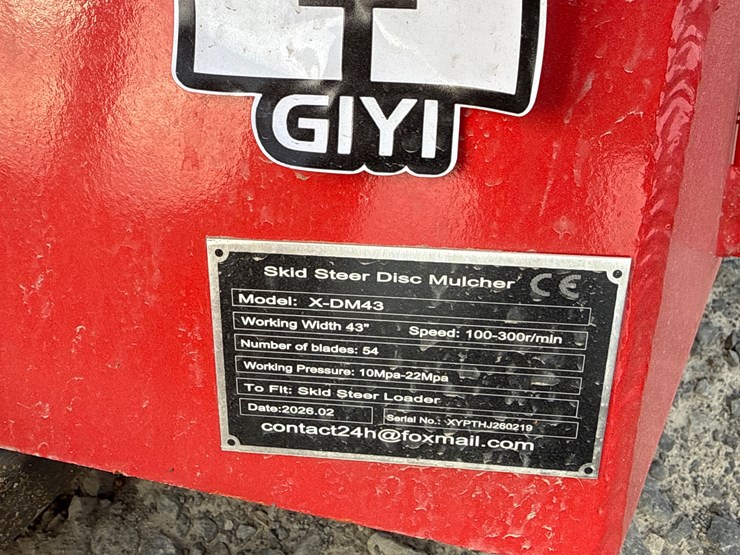 GIYI
Skid Steer Disc Mulcher CE
Model: X-DM43
Working Width 43" Speed: 100-300r/min
Number of blades: 54
Working Pressure: 10Mpa-22Mpa
To Fit: Skid Steer Loader
Date:2026.02 Serial No.: XYPTHJ260219
contact24h@foxmail.com